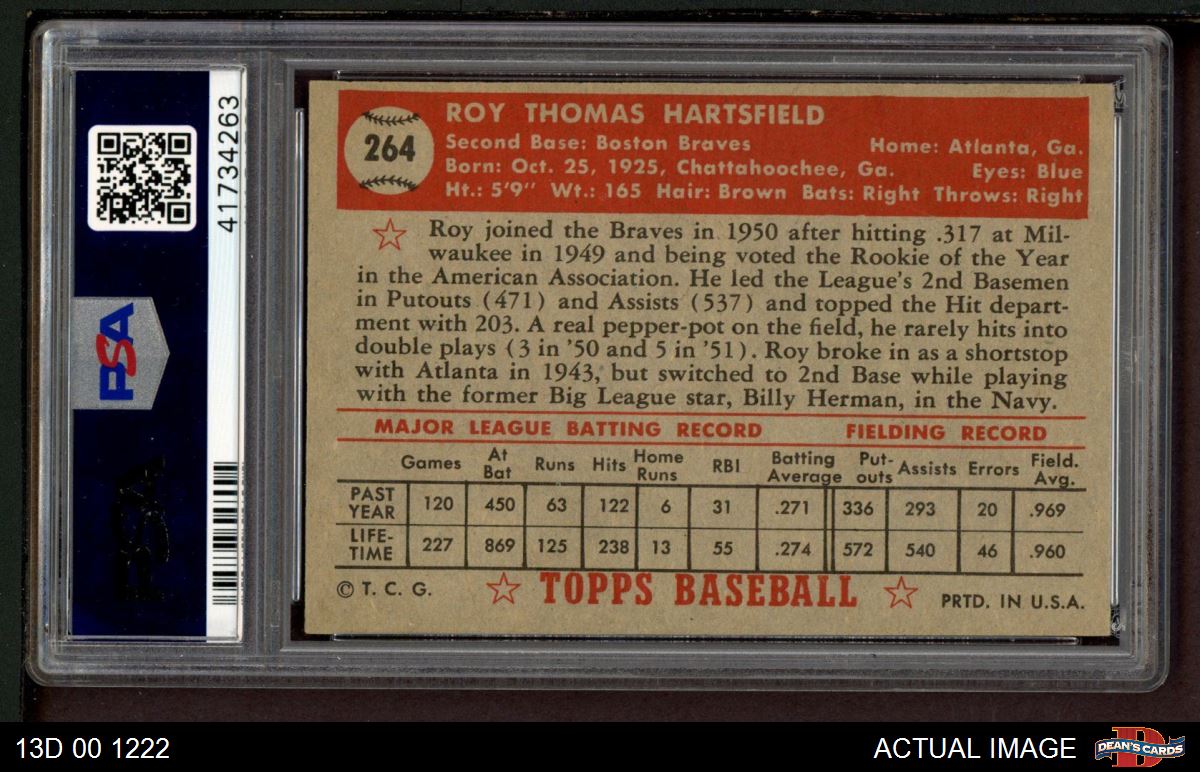 41734263
PSA
PSA
264
ROY THOMAS HARTSFIELD
Second Base: Boston Braves Home: Atlanta, Ga.
Born: Oct. 25, 1925, Chattahoochee, Ga. Eyes: Blue
Ht.: 5'9" Wt.: 165 Hair: Brown Bats: Right Throws: Right
Roy joined the Braves in 1950 after hitting .317 at Mil-
waukee in 1949 and being voted the Rookie of the Year
in the American Association. He led the League's 2nd Basemen
in Putouts (471) and Assists (537) and topped the Hit depart-
ment with 203. A real pepper-pot on the field, he rarely hits into
double plays (3 in '50 and 5 in '51). Roy broke in as a shortstop
with Atlanta in 1943, but switched to 2nd Base while playing
with the former Big League star, Billy Herman, in the Navy.
MAJOR LEAGUE BATTING RECORD FIELDING RECORD
Games At Bat Runs Hits Home Runs RBI Batting Average Put-outs Assists Errors Field. Avg.
PAST YEAR 120 450 63 122 6 31 .271 336 293 20 .969
LIFE-TIME 227 869 125 238 13 55 .274 572 540 46 .960
© T. C. G. TOPPS BASEBALL PRTD. IN U.S.A.
13D 00 1222 ACTUAL IMAGE DEAN'S CARDS